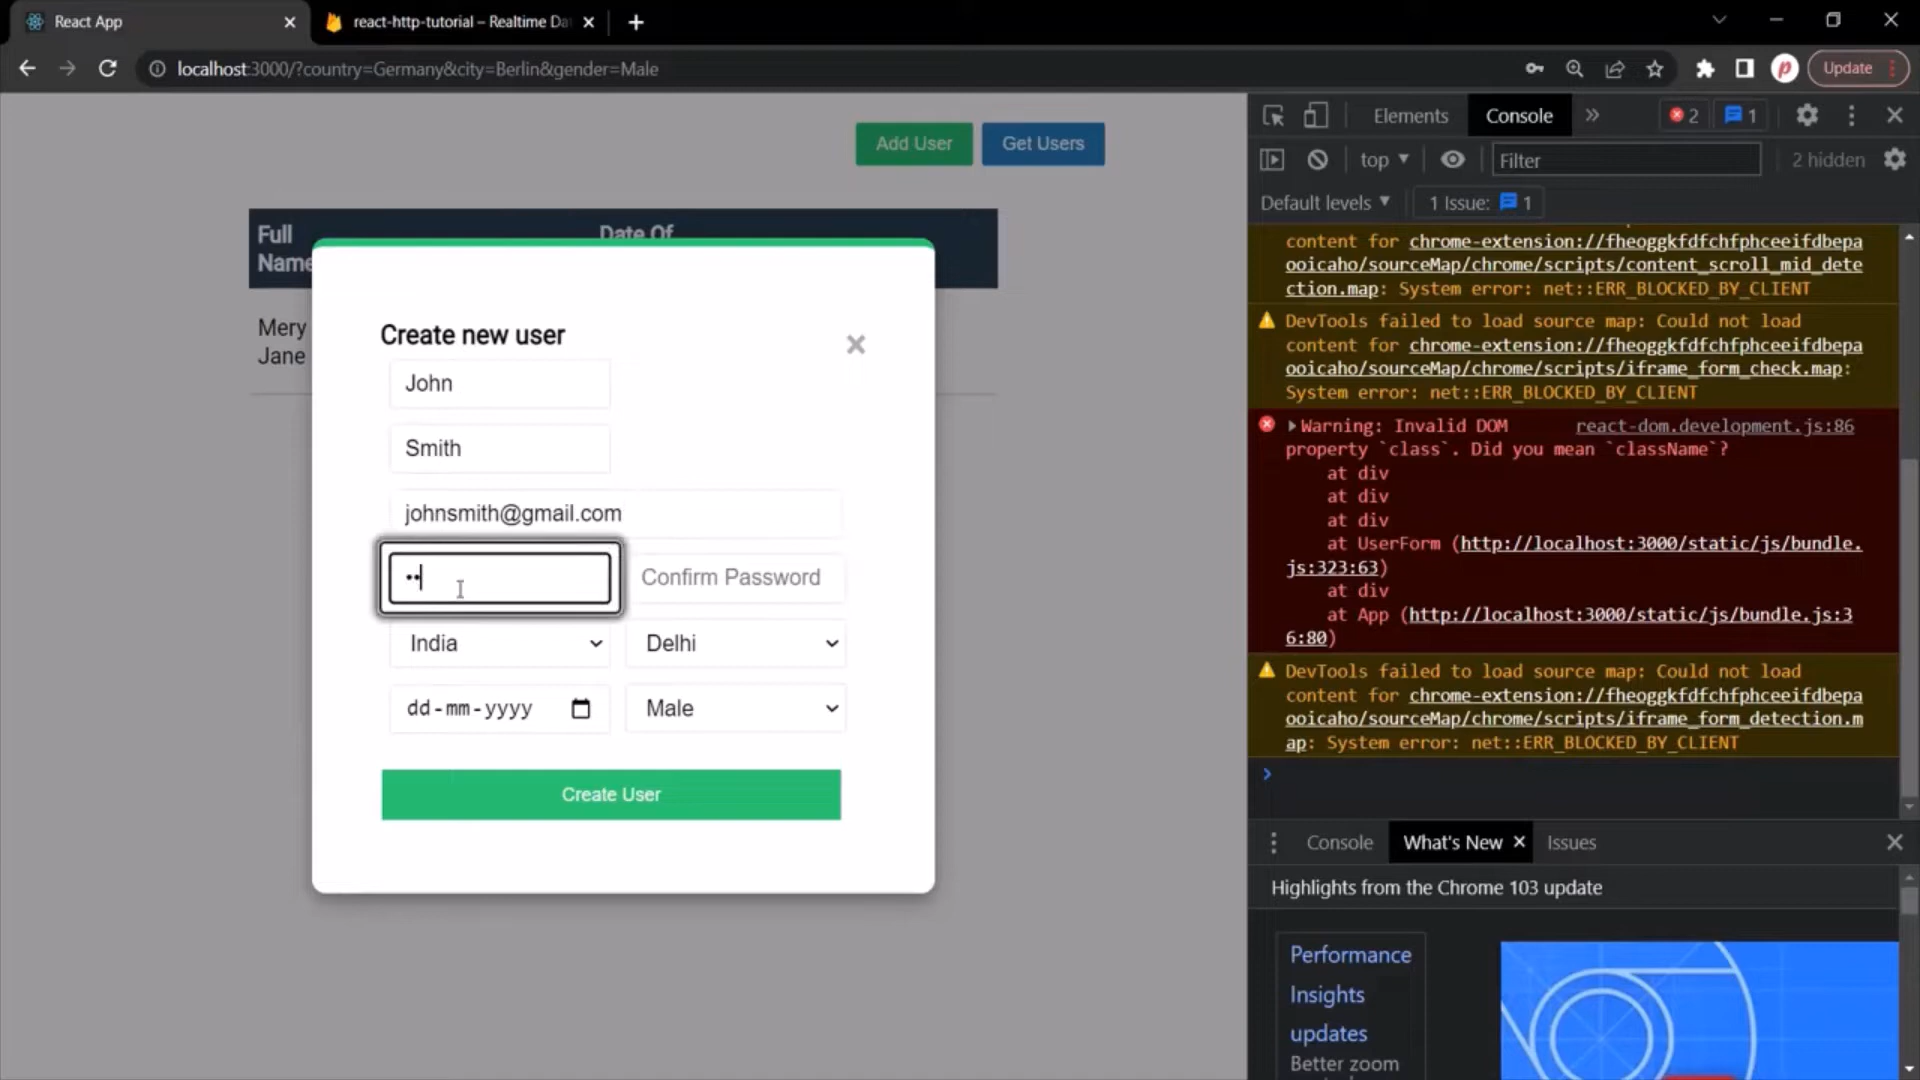 React App
react-http-tutorial – Realtime Da
localhost:3000/?country=Germany&city=Berlin&gender=Male
Update
Add User
Get Users
Full
Name
Date Of
Mery
Jane
Create new user
John
Smith
johnsmith@gmail.com
Confirm Password
India
Delhi
dd-mm-yyyy
Male
Create User
Elements
Console
2
1
top
Filter
2 hidden
Default levels
1 Issue: 1
content for chrome-extension://fheoggkfdfchfphceeifdbepa
ooicaho/sourceMap/chrome/scripts/content_scroll_mid_dete
ction.map: System error: net::ERR_BLOCKED_BY_CLIENT
DevTools failed to load source map: Could not load
content for chrome-extension://fheoggkfdfchfphceeifdbepa
ooicaho/sourceMap/chrome/scripts/iframe_form_check.map:
System error: net::ERR_BLOCKED_BY_CLIENT
Warning: Invalid DOM react-dom.development.js:86
property `class`. Did you mean `className`?
at div
at div
at div
at UserForm (http://localhost:3000/static/js/bundle.
js:323:63)
at div
at App (http://localhost:3000/static/js/bundle.js:3
6:80)
DevTools failed to load source map: Could not load
content for chrome-extension://fheoggkfdfchfphceeifdbepa
ooicaho/sourceMap/chrome/scripts/iframe_form_detection.m
ap: System error: net::ERR_BLOCKED_BY_CLIENT
Console
What's New
Issues
Highlights from the Chrome 103 update
Performance
Insights
updates
Better zoom